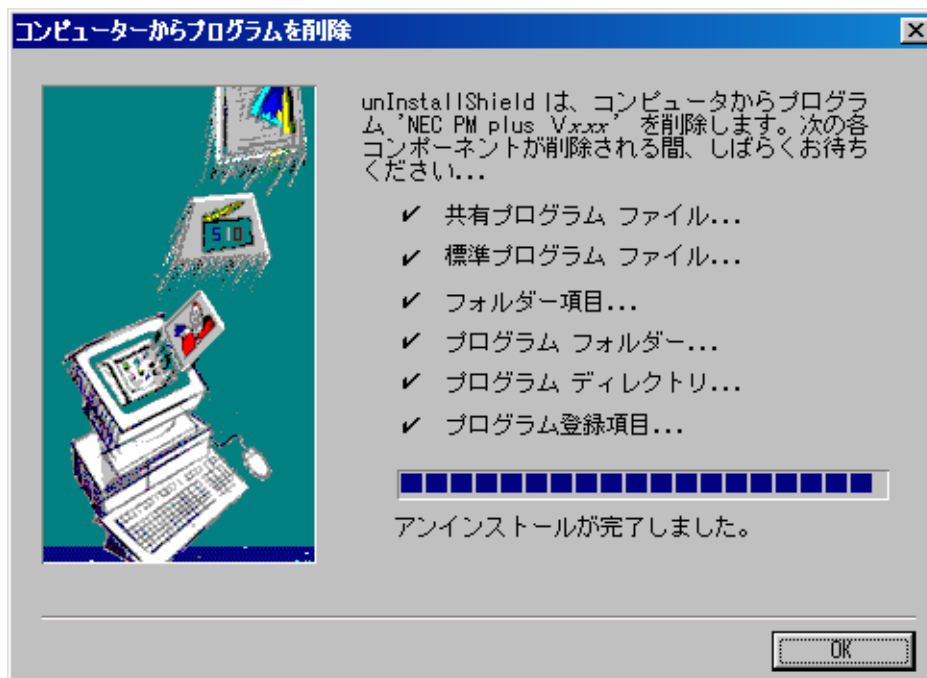 コンピューターからプログラムを削除
unInstallShield は、コンピュータからプログラ
ム 'NEC PM plus Vxxx' を削除します。次の各
コンポーネントが削除される間、しばらくお待ち
ください...
✔ 共有プログラム ファイル...
✔ 標準プログラム ファイル...
✔ フォルダー項目...
✔ プログラム フォルダー...
✔ プログラム ディレクトリ...
✔ プログラム登録項目...
アンインストールが完了しました。
OK